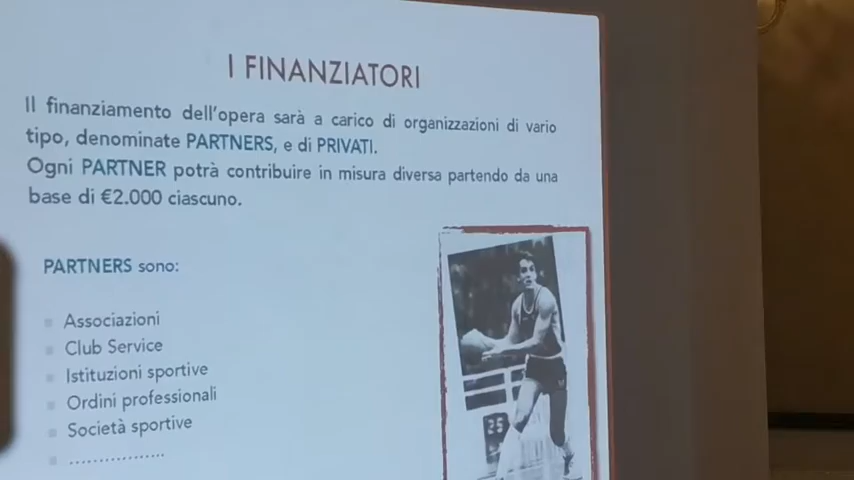 I FINANZIATORI
Il finanziamento dell'opera sarà a carico di organizzazioni di vario
tipo, denominate PARTNERS, e di PRIVATI.
Ogni PARTNER potrà contribuire in misura diversa partendo da una
base di €2.000 ciascuno.
PARTNERS sono:
Associazioni
Club Service
Istituzioni sportive
Ordini professionali
Società sportive
................
25